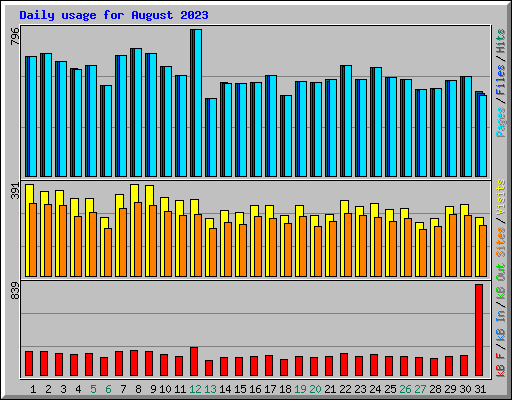 Daily usage for August 2023
796
Pages / Files / Hits
391
Sites / Visits
839
kB F / kB In / kB Out
1 2 3 4 5 6 7 8 9 10 11 12 13 14 15 16 17 18 19 20 21 22 23 24 25 26 27 28 29 30 31